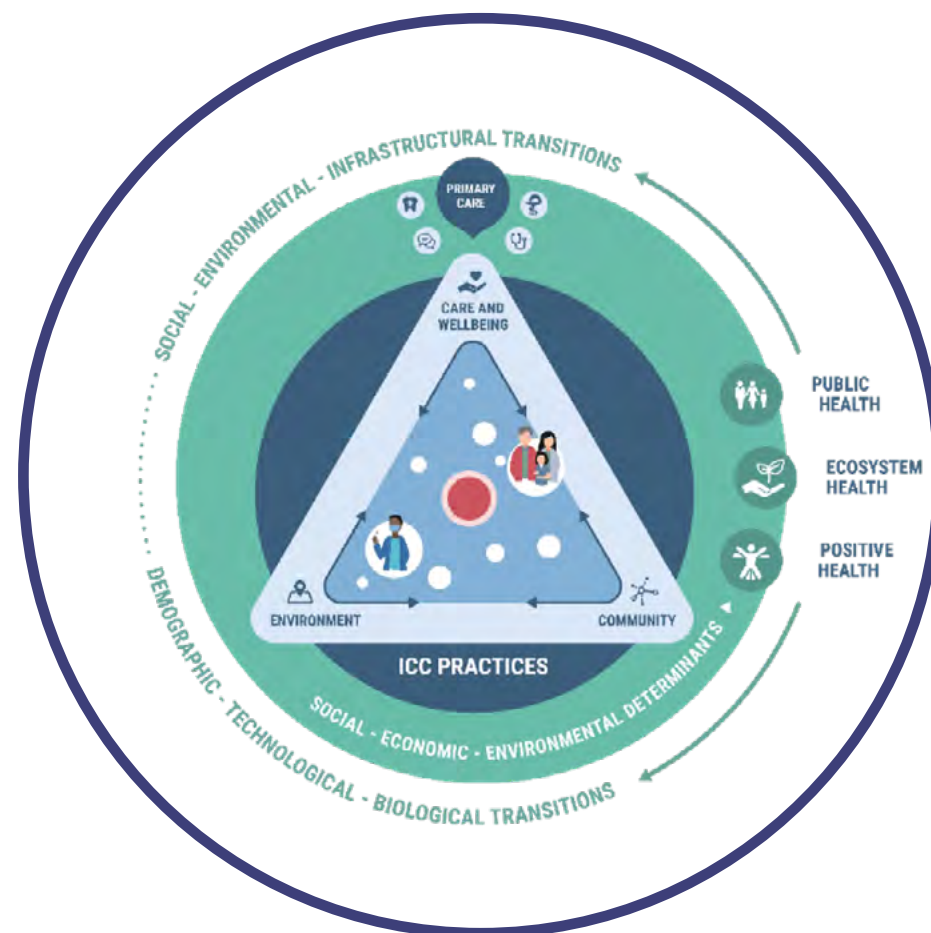 SOCIAL - ENVIRONMENTAL - INFRASTRUCTURAL TRANSITIONS
PRIMARY
CARE
CARE AND
WELLBEING
PUBLIC
HEALTH
ECOSYSTEM
HEALTH
POSITIVE
HEALTH
ENVIRONMENT
COMMUNITY
ICC PRACTICES
SOCIAL - ECONOMIC - ENVIRONMENTAL DETERMINANTS
DEMOGRAPHIC - TECHNOLOGICAL - BIOLOGICAL TRANSITIONS